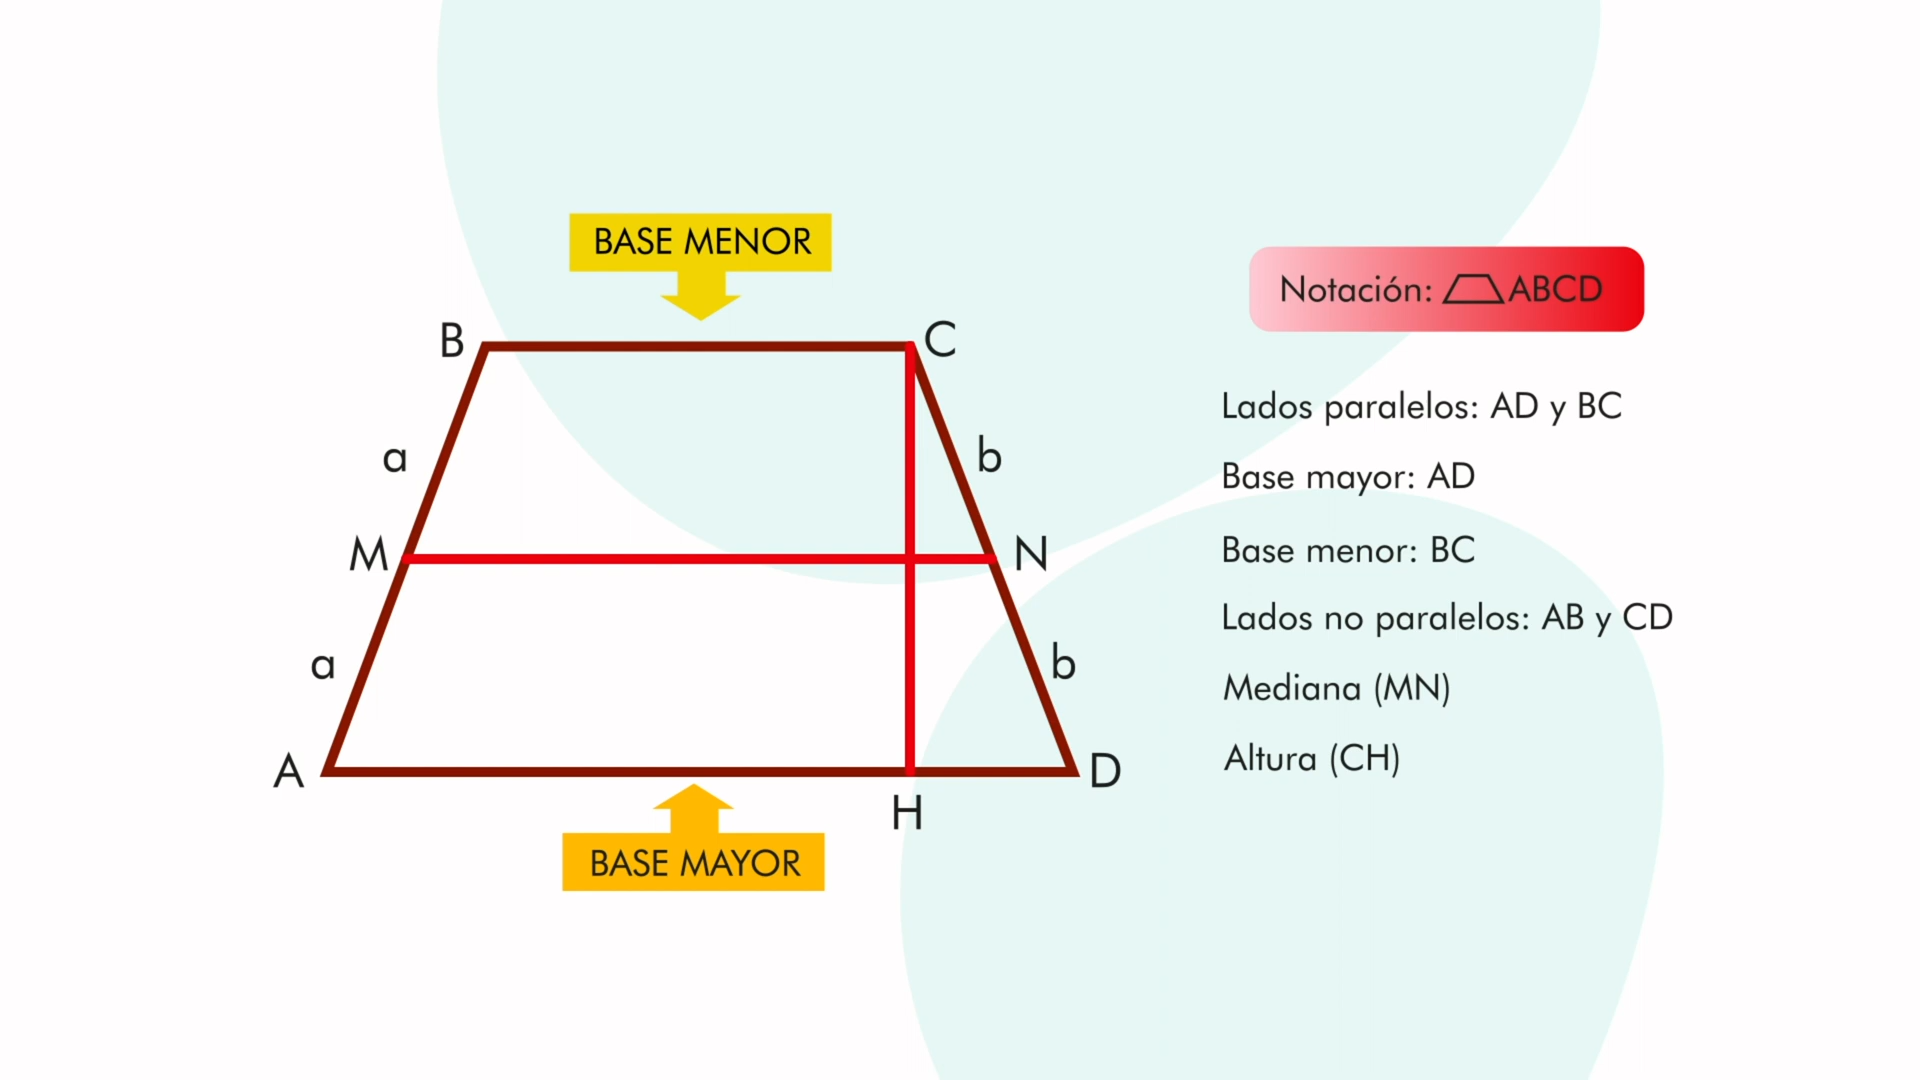 BASE MENOR
Notación: ABCD
B
C
Lados paralelos: AD y BC
a
b
Base mayor: AD
M
N
Base menor: BC
Lados no paralelos: AB y CD
a
b
Mediana (MN)
A
D
Altura (CH)
H
BASE MAYOR